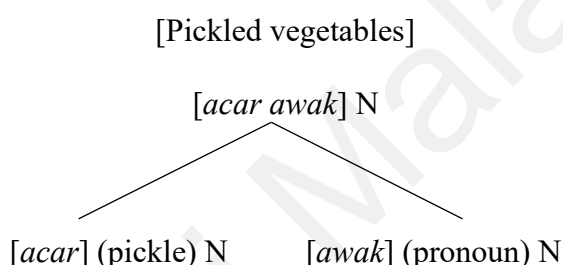 [Pickled vegetables]
[acar awak] N
[acar] (pickle) N [awak] (pronoun) N